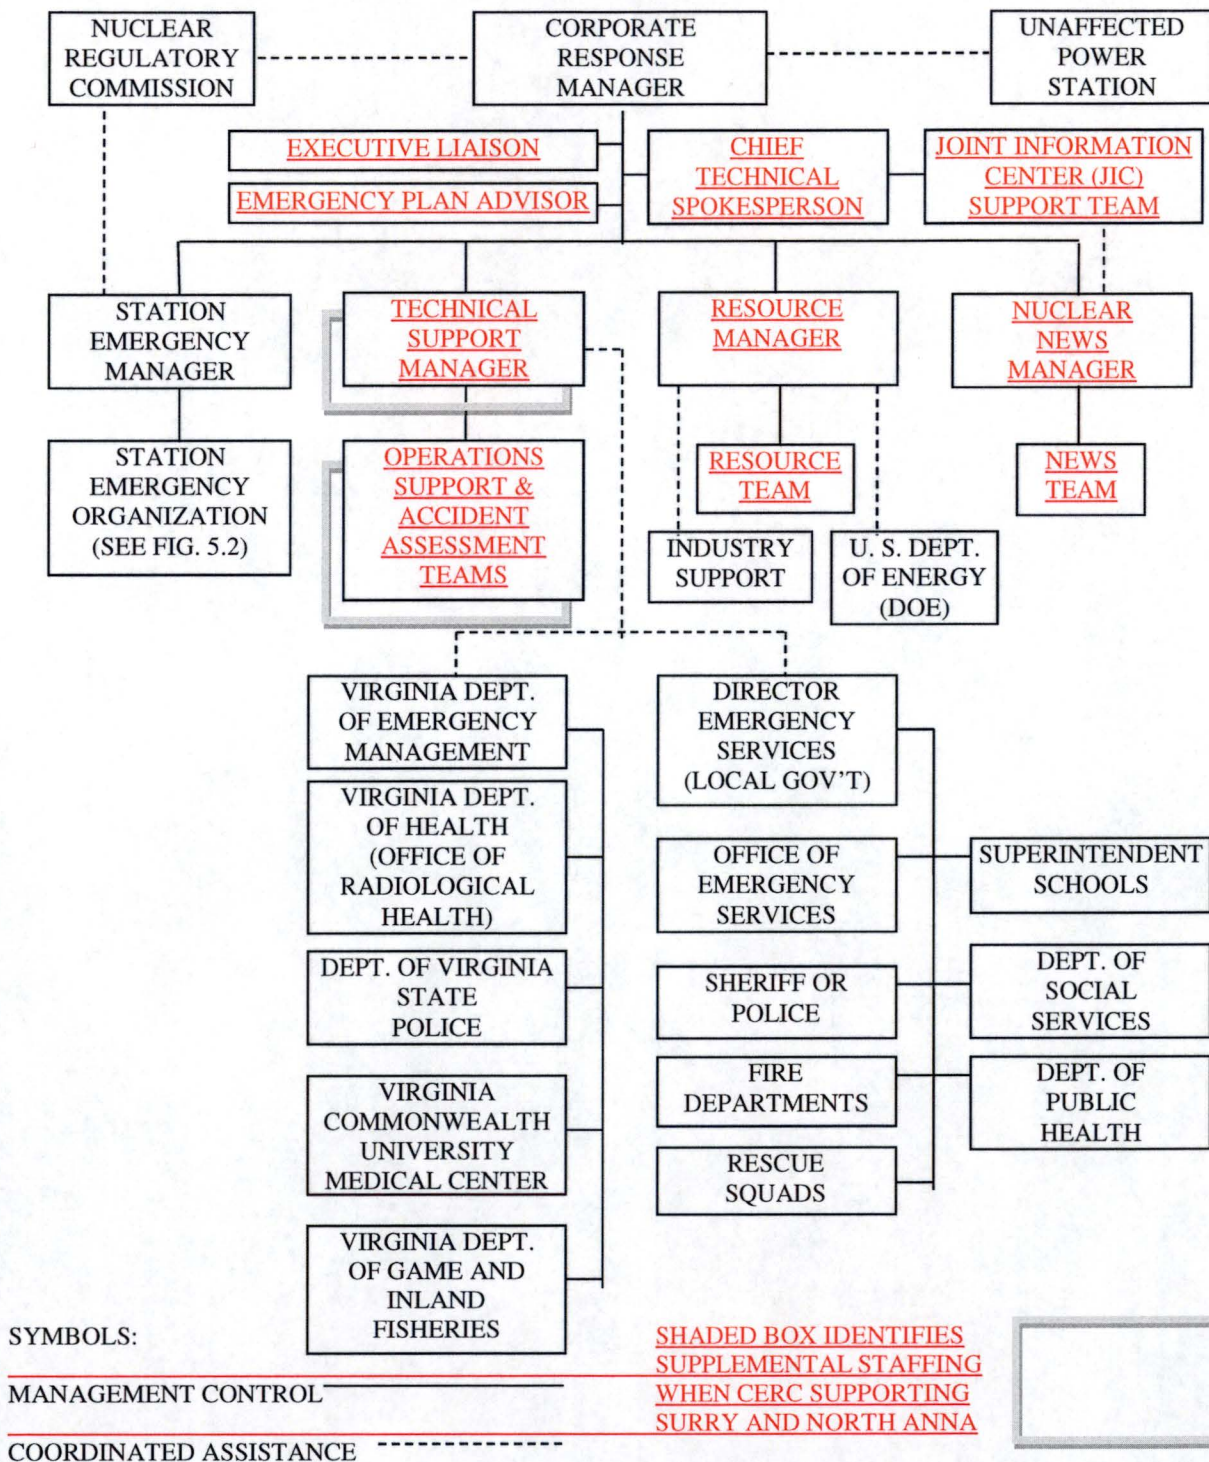 NUCLEAR
REGULATORY
COMMISSION
CORPORATE
RESPONSE
MANAGER
UNAFFECTED
POWER
STATION
EXECUTIVE LIAISON
EMERGENCY PLAN ADVISOR
CHIEF
TECHNICAL
SPOKESPERSON
JOINT INFORMATION
CENTER (JIC)
SUPPORT TEAM
STATION
EMERGENCY
MANAGER
TECHNICAL
SUPPORT
MANAGER
RESOURCE
MANAGER
NUCLEAR
NEWS
MANAGER
STATION
EMERGENCY
ORGANIZATION
(SEE FIG. 5.2)
OPERATIONS
SUPPORT &
ACCIDENT
ASSESSMENT
TEAMS
RESOURCE
TEAM
NEWS
TEAM
INDUSTRY
SUPPORT
U. S. DEPT.
OF ENERGY
(DOE)
VIRGINIA DEPT.
OF EMERGENCY
MANAGEMENT
VIRGINIA DEPT.
OF HEALTH
(OFFICE OF
RADIOLOGICAL
HEALTH)
DEPT. OF VIRGINIA
STATE
POLICE
VIRGINIA
COMMONWEALTH
UNIVERSITY
MEDICAL CENTER
VIRGINIA DEPT.
OF GAME AND
INLAND
FISHERIES
DIRECTOR
EMERGENCY
SERVICES
(LOCAL GOV'T)
OFFICE OF
EMERGENCY
SERVICES
SUPERINTENDENT
SCHOOLS
SHERIFF OR
POLICE
DEPT. OF
SOCIAL
SERVICES
FIRE
DEPARTMENTS
DEPT. OF
PUBLIC
HEALTH
RESCUE
SQUADS
SYMBOLS:
MANAGEMENT CONTROL
COORDINATED ASSISTANCE
SHADED BOX IDENTIFIES
SUPPLEMENTAL STAFFING
WHEN CERC SUPPORTING
SURRY AND NORTH ANNA